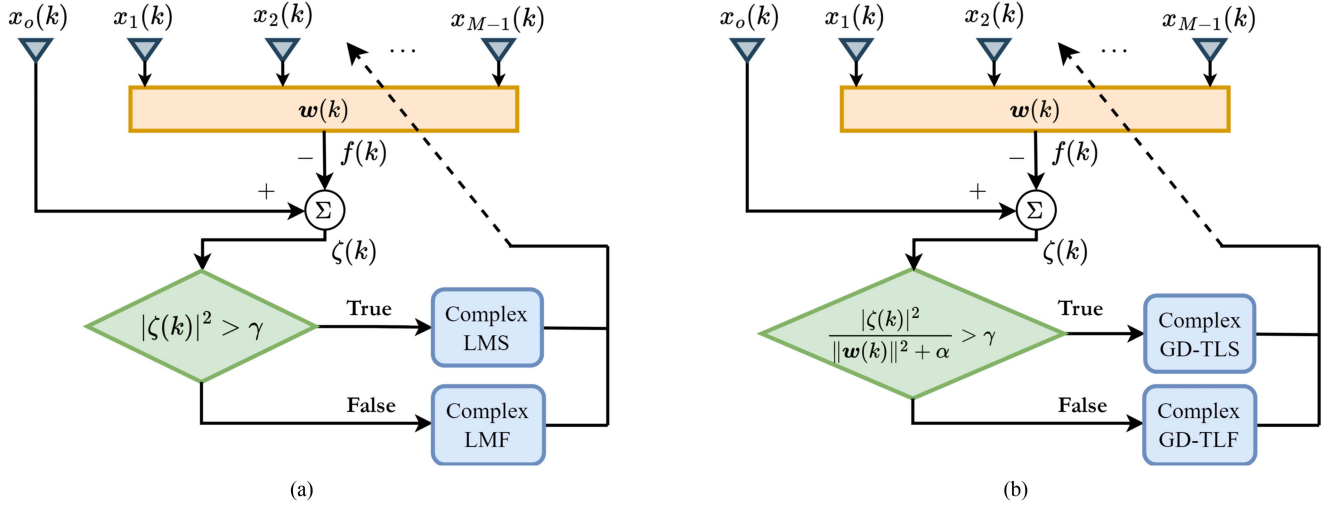 x_o(k) x_1(k) x_2(k) ⋯ x_{M−1}(k)
w(k)
− f(k)
+
Σ
ζ(k)
|ζ(k)|² > γ
True
Complex
LMS
False
Complex
LMF
(a)
x_o(k) x_1(k) x_2(k) ⋯ x_{M−1}(k)
w(k)
− f(k)
+
Σ
ζ(k)
|ζ(k)|² / (‖w(k)‖² + α) > γ
True
Complex
GD-TLS
False
Complex
GD-TLF
(b)